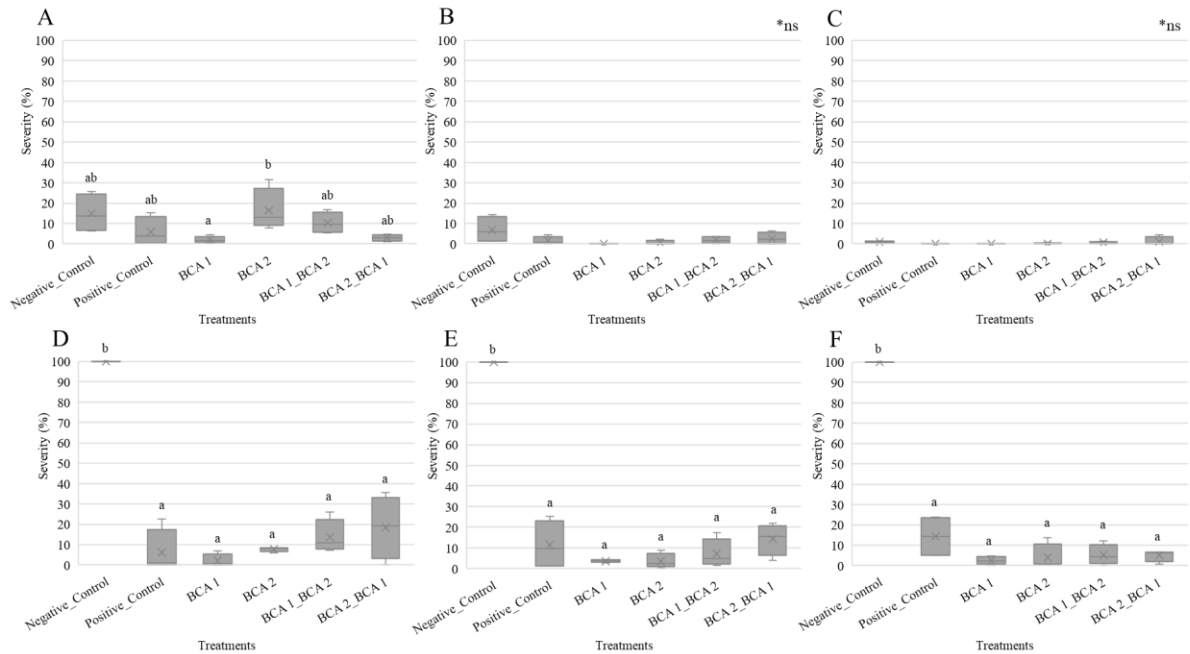 A
Severity (%)
100
90
80
70
60
50
40
30
20
10
0
ab
ab
a
b
ab
ab
Negative_Control
Positive_Control
BCA 1
BCA 2
BCA 1_BCA 2
BCA 2_BCA 1
Treatments
B
*ns
Severity (%)
100
90
80
70
60
50
40
30
20
10
0
Negative_Control
Positive_Control
BCA 1
BCA 2
BCA 1_BCA 2
BCA 2_BCA 1
Treatments
C
*ns
Severity (%)
100
90
80
70
60
50
40
30
20
10
0
Negative_Control
Positive_Control
BCA 1
BCA 2
BCA 1_BCA 2
BCA 2_BCA 1
Treatments
D
Severity (%)
100
90
80
70
60
50
40
30
20
10
0
b
a
a
a
a
a
Negative_Control
Positive_Control
BCA 1
BCA 2
BCA 1_BCA 2
BCA 2_BCA 1
Treatments
E
Severity (%)
100
90
80
70
60
50
40
30
20
10
0
b
a
a
a
a
a
Negative_Control
Positive_Control
BCA 1
BCA 2
BCA 1_BCA 2
BCA 2_BCA 1
Treatments
F
Severity (%)
100
90
80
70
60
50
40
30
20
10
0
b
a
a
a
a
a
Negative_Control
Positive_Control
BCA 1
BCA 2
BCA 1_BCA 2
BCA 2_BCA 1
Treatments